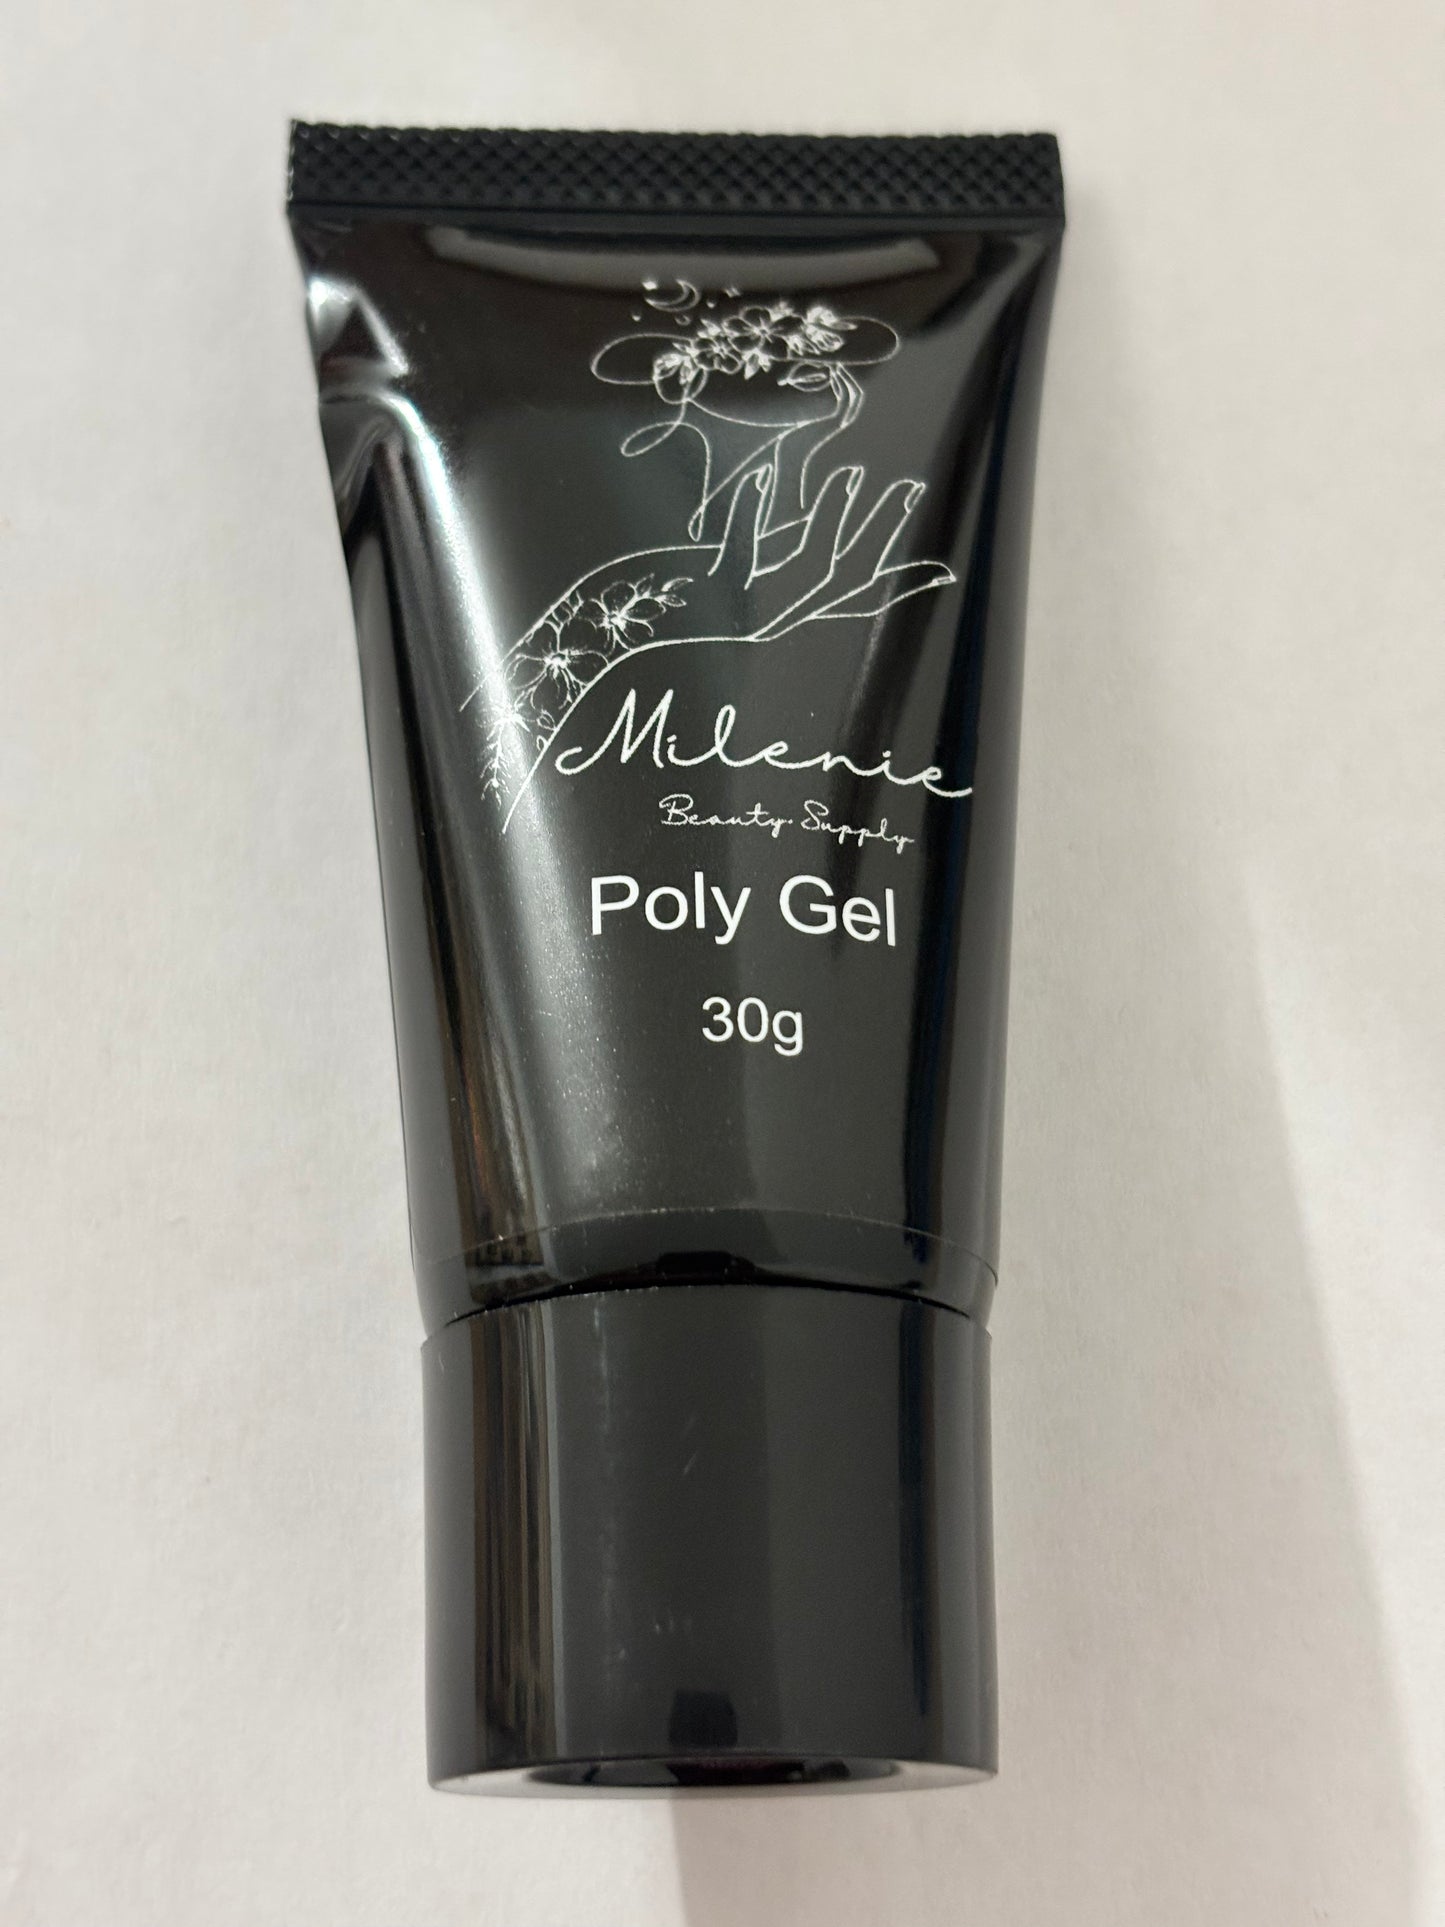 Milenie
Beauty Supply
Poly Gel
30g